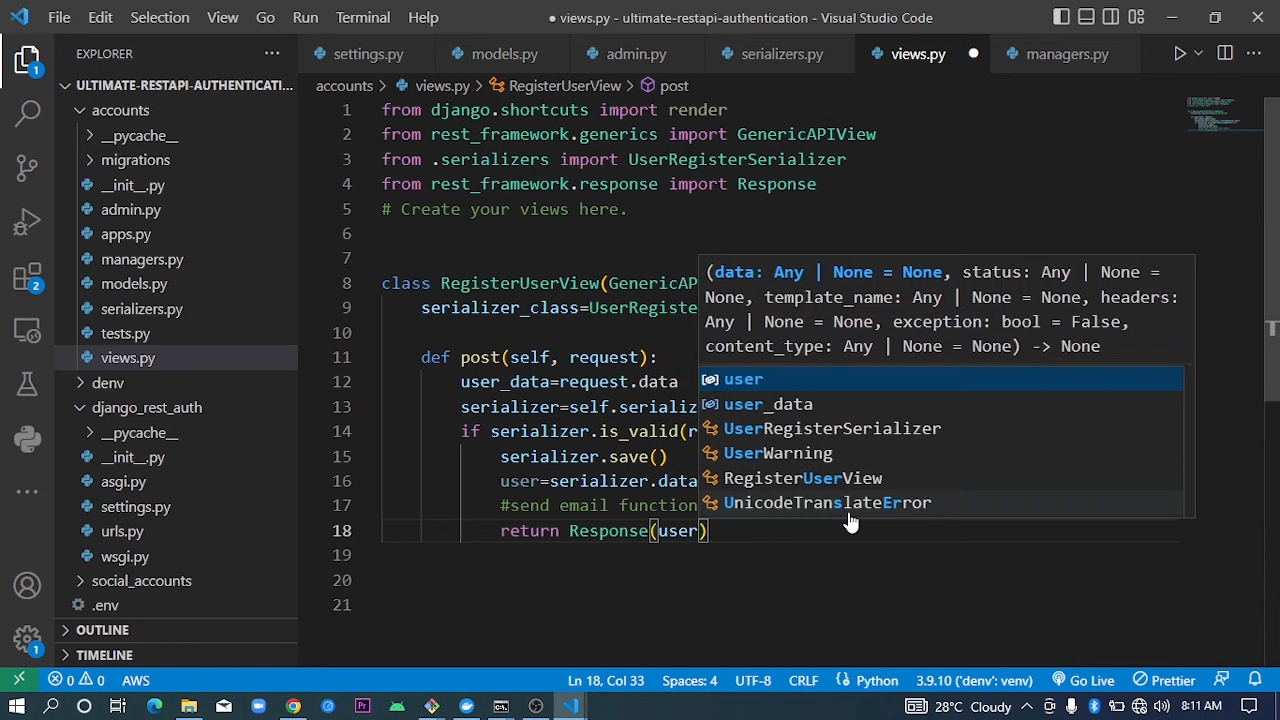 File Edit Selection View Go Run Terminal Help
● views.py - ultimate-restapi-authentication - Visual Studio Code
EXPLORER
settings.py models.py admin.py serializers.py views.py managers.py
ULTIMATE-RESTAPI-AUTHENTICATI...
accounts
__pycache__
migrations
__init__.py
admin.py
apps.py
managers.py
models.py
serializers.py
tests.py
views.py
denv
django_rest_auth
__pycache__
__init__.py
asgi.py
settings.py
urls.py
wsgi.py
social_accounts
.env
OUTLINE
TIMELINE
1
2
1
accounts > views.py > RegisterUserView > post
1 from django.shortcuts import render
2 from rest_framework.generics import GenericAPIView
3 from .serializers import UserRegisterSerializer
4 from rest_framework.response import Response
5 # Create your views here.
6
7
8 class RegisterUserView(GenericAP
9 serializer_class=UserRegiste
10
11 def post(self, request):
12 user_data=request.data
13 serializer=self.serializ
14 if serializer.is_valid(r
15 serializer.save()
16 user=serializer.data
17 #send email function
18 return Response(user)
19
20
21
(data: Any | None = None, status: Any | None =
None, template_name: Any | None = None, headers:
Any | None = None, exception: bool = False,
content_type: Any | None = None) -> None
user
user_data
UserRegisterSerializer
UserWarning
RegisterUserView
UnicodeTranslateError
0 0 AWS Ln 18, Col 33 Spaces: 4 UTF-8 CRLF Python 3.9.10 ('denv': venv) Go Live Prettier
Pr 28°C Cloudy 8:11 AM